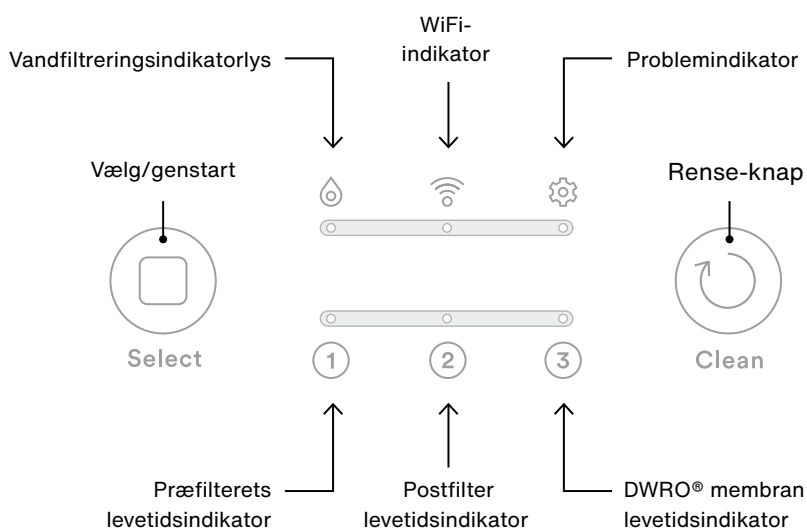 WiFi-
indikator
Vandfiltreringsindikatorlys
Problemindikator
Vælg/genstart
Rense-knap
Select
1
2
3
Clean
Præfilterets
levetidsindikator
Postfilter
levetidsindikator
DWRO® membran
levetidsindikator